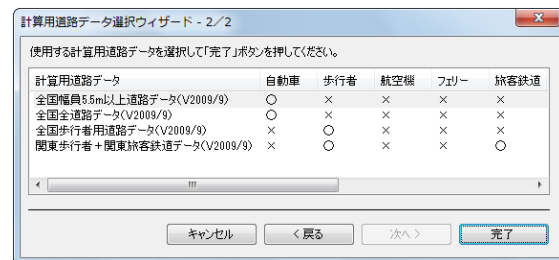 計算用道路データ選択ウィザード - 2／2
使用する計算用道路データを選択して「完了」ボタンを押してください。
計算用道路データ 自動車 歩行者 航空機 フェリー 旅客鉄道
全国幅員5.5m以上道路データ(V2009/9) ○ × × × ×
全国全道路データ(V2009/9) ○ × × × ×
全国歩行者用道路データ(V2009/9) × ○ × × ×
関東歩行者＋関東旅客鉄道データ(V2009/9) × ○ × × ○
キャンセル < 戻る 次へ > 完了